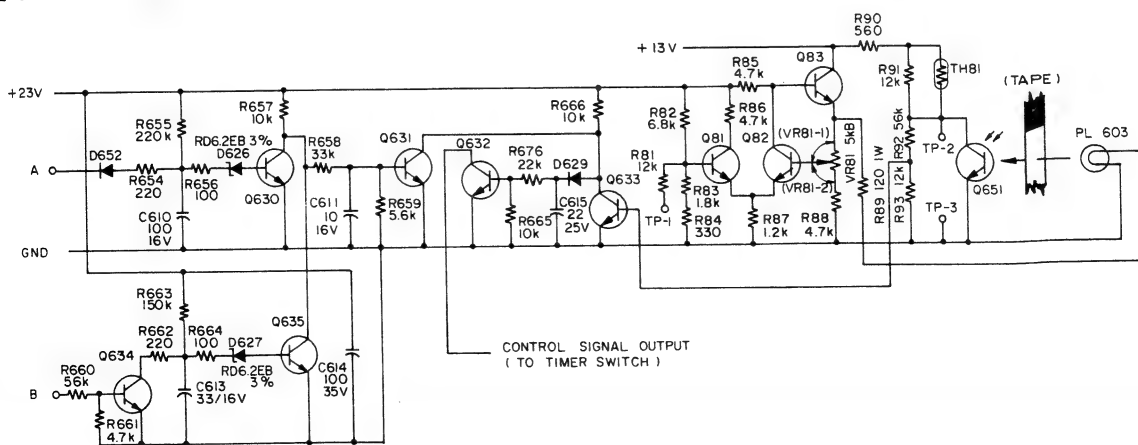 R90
560
+13V
Q83
R85
4.7k
R91
12k
TH81
(TAPE)
+23V
R657
10k
R666
10k
R82
6.8k
R86
4.7k
(VR81-1)
5kB
PL 603
R655
220k
RD6.2EB 3%
R658
33k
Q631
Q632
Q81
Q82
VR81
R92 56k
TP-2
D652
D626
R676
22k
D629
R81
12k
A
R654
220
R656
100
Q630
Q633
(VR81-2)
Q651
C610
100
16V
C611
10
16V
R659
5.6k
R665
10k
C615
22
25V
TP-1
R83
1.8k
R84
330
R87
1.2k
R88
4.7k
R89 120 1W
R93 12k
TP-3
GND
R663
150k
R662
220
R664
100
D627
Q635
Q634
RD6.2EB
3%
CONTROL SIGNAL OUTPUT
( TO TIMER SWITCH )
R660
56k
C614
100
35V
B
C613
33/16V
R661
4.7k